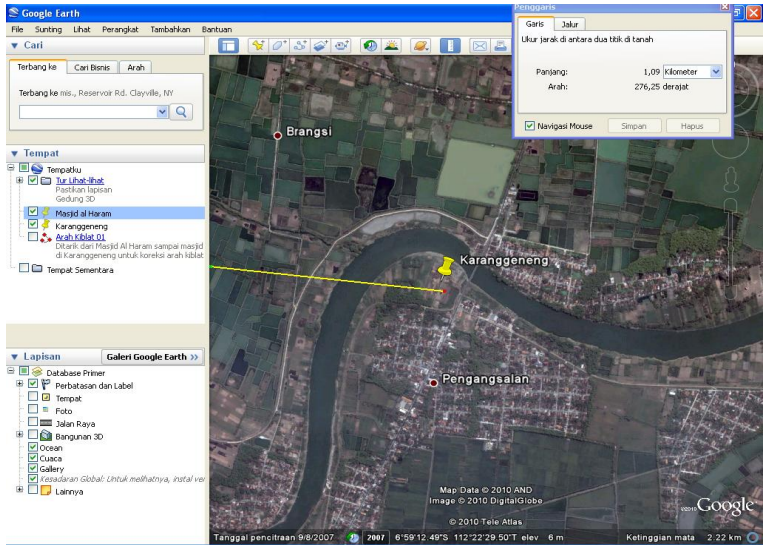 Google Earth
File Sunting Lihat Perangkat Tambahkan Bantuan
Cari
Terbang ke Cari Bisnis Arah
Terbang ke mis., Reservoir Rd. Clayville, NY
Tempat
Tempatku
Tur Lihat-lihat
Pastikan lapisan
Gedung 3D
Masjid al Haram
Karanggeneng
Arah Kiblat 01
Ditarik dari Masjid Al Haram sampai masjid
di Karanggeneng untuk koreksi arah kiblat
Tempat Sementara
Lapisan Galeri Google Earth >>
Database Primer
Perbatasan dan Label
Tempat
Foto
Jalan Raya
Bangunan 3D
Ocean
Cuaca
Gallery
Kesadaran Global: Untuk melihatnya, instal ver
Lainnya
Penggaris
Garis Jalur
Ukur jarak di antara dua titik di tanah
Panjang: 1,09 Kilometer
Arah: 276,25 derajat
Navigasi Mouse Simpan Hapus
Brangsi
Karanggeneng
Pengangsalan
Map Data © 2010 AND
Image © 2010 DigitalGlobe
© 2010 Tele Atlas
©2010 Google
Tanggal pencitraan 9/8/2007 2007 6°59'12.49"S 112°22'29.50"T elev 6 m Ketinggian mata 2.22 km